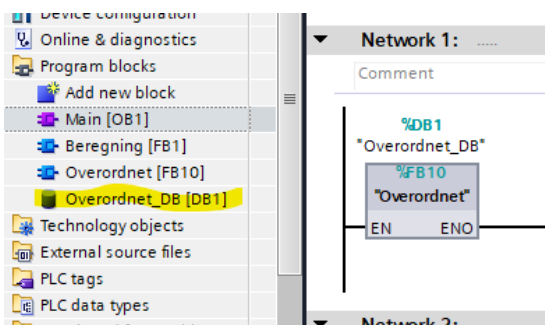 Device configuration
Online & diagnostics
Program blocks
Add new block
Main [OB1]
Beregning [FB1]
Overordnet [FB10]
Overordnet_DB [DB1]
Technology objects
External source files
PLC tags
PLC data types
Network 1: .....
Comment
%DB1
"Overordnet_DB"
%FB10
"Overordnet"
EN ENO
Network 2: